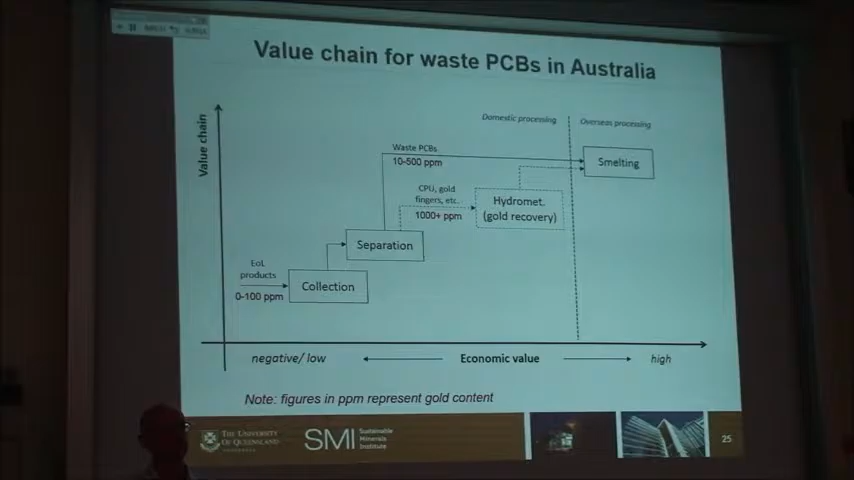 Value chain for waste PCBs in Australia
Value chain
Domestic processing
Overseas processing
Waste PCBs
10-500 ppm
Smelting
CPU, gold
fingers, etc.
1000+ ppm
Hydromet.
(gold recovery)
Separation
EoL
products
0-100 ppm
Collection
negative/ low
Economic value
high
Note: figures in ppm represent gold content
THE UNIVERSITY
OF QUEENSLAND
AUSTRALIA
SMI
Sustainable
Minerals
Institute
25